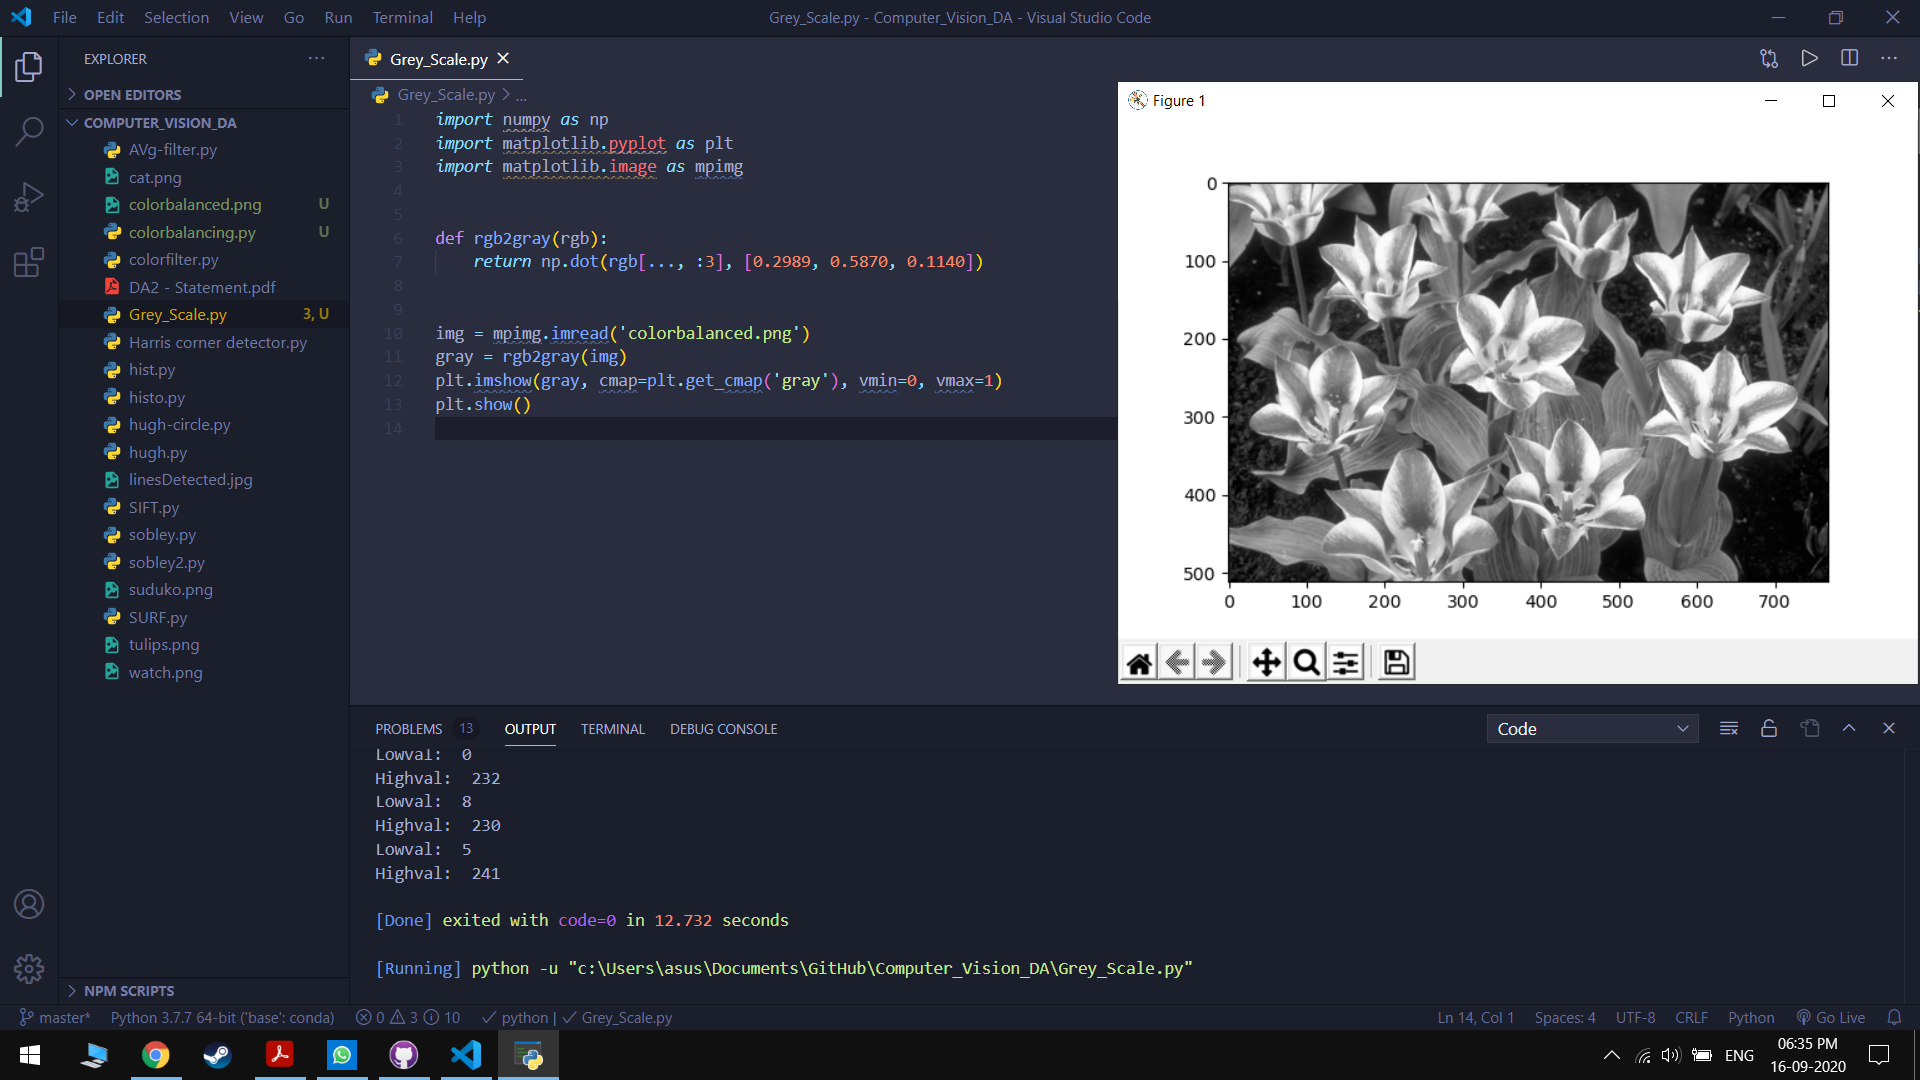 File Edit Selection View Go Run Terminal Help
Grey_Scale.py - Computer_Vision_DA - Visual Studio Code
EXPLORER
OPEN EDITORS
COMPUTER_VISION_DA
AVg-filter.py
cat.png
colorbalanced.png U
colorbalancing.py U
colorfilter.py
DA2 - Statement.pdf
Grey_Scale.py 3, U
Harris corner detector.py
hist.py
histo.py
hugh-circle.py
hugh.py
linesDetected.jpg
SIFT.py
sobley.py
sobley2.py
suduko.png
SURF.py
tulips.png
watch.png
NPM SCRIPTS
Grey_Scale.py
Grey_Scale.py > ...
1 import numpy as np
2 import matplotlib.pyplot as plt
3 import matplotlib.image as mpimg
4
5
6 def rgb2gray(rgb):
7 return np.dot(rgb[..., :3], [0.2989, 0.5870, 0.1140])
8
9
10 img = mpimg.imread('colorbalanced.png')
11 gray = rgb2gray(img)
12 plt.imshow(gray, cmap=plt.get_cmap('gray'), vmin=0, vmax=1)
13 plt.show()
14
Figure 1
0
100
200
300
400
500
0 100 200 300 400 500 600 700
PROBLEMS 13 OUTPUT TERMINAL DEBUG CONSOLE
Code
Lowval: 0
Highval: 232
Lowval: 8
Highval: 230
Lowval: 5
Highval: 241
[Done] exited with code=0 in 12.732 seconds
[Running] python -u "c:\Users\asus\Documents\GitHub\Computer_Vision_DA\Grey_Scale.py"
master* Python 3.7.7 64-bit ('base': conda) 0 3 10 python | Grey_Scale.py
Ln 14, Col 1 Spaces: 4 UTF-8 CRLF Python Go Live
ENG
06:35 PM
16-09-2020